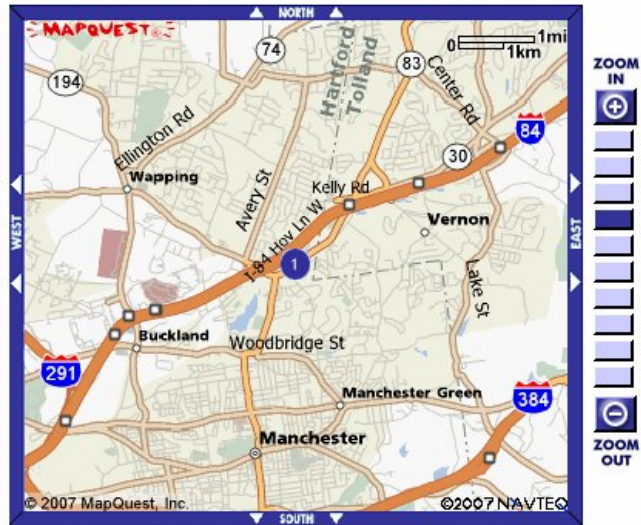 NORTH
MAPQUEST
1mi
1km
74
Hartford
Tolland
83
Center Rd
194
Ellington Rd
84
30
Wapping
Avery St
Kelly Rd
Vernon
I-84 Hov Ln W
1
Lake St
Buckland
Woodbridge St
291
Manchester Green
384
Manchester
© 2007 MapQuest, Inc.
©2007 NAVTEQ
SOUTH
WEST
EAST
ZOOM
IN
ZOOM
OUT